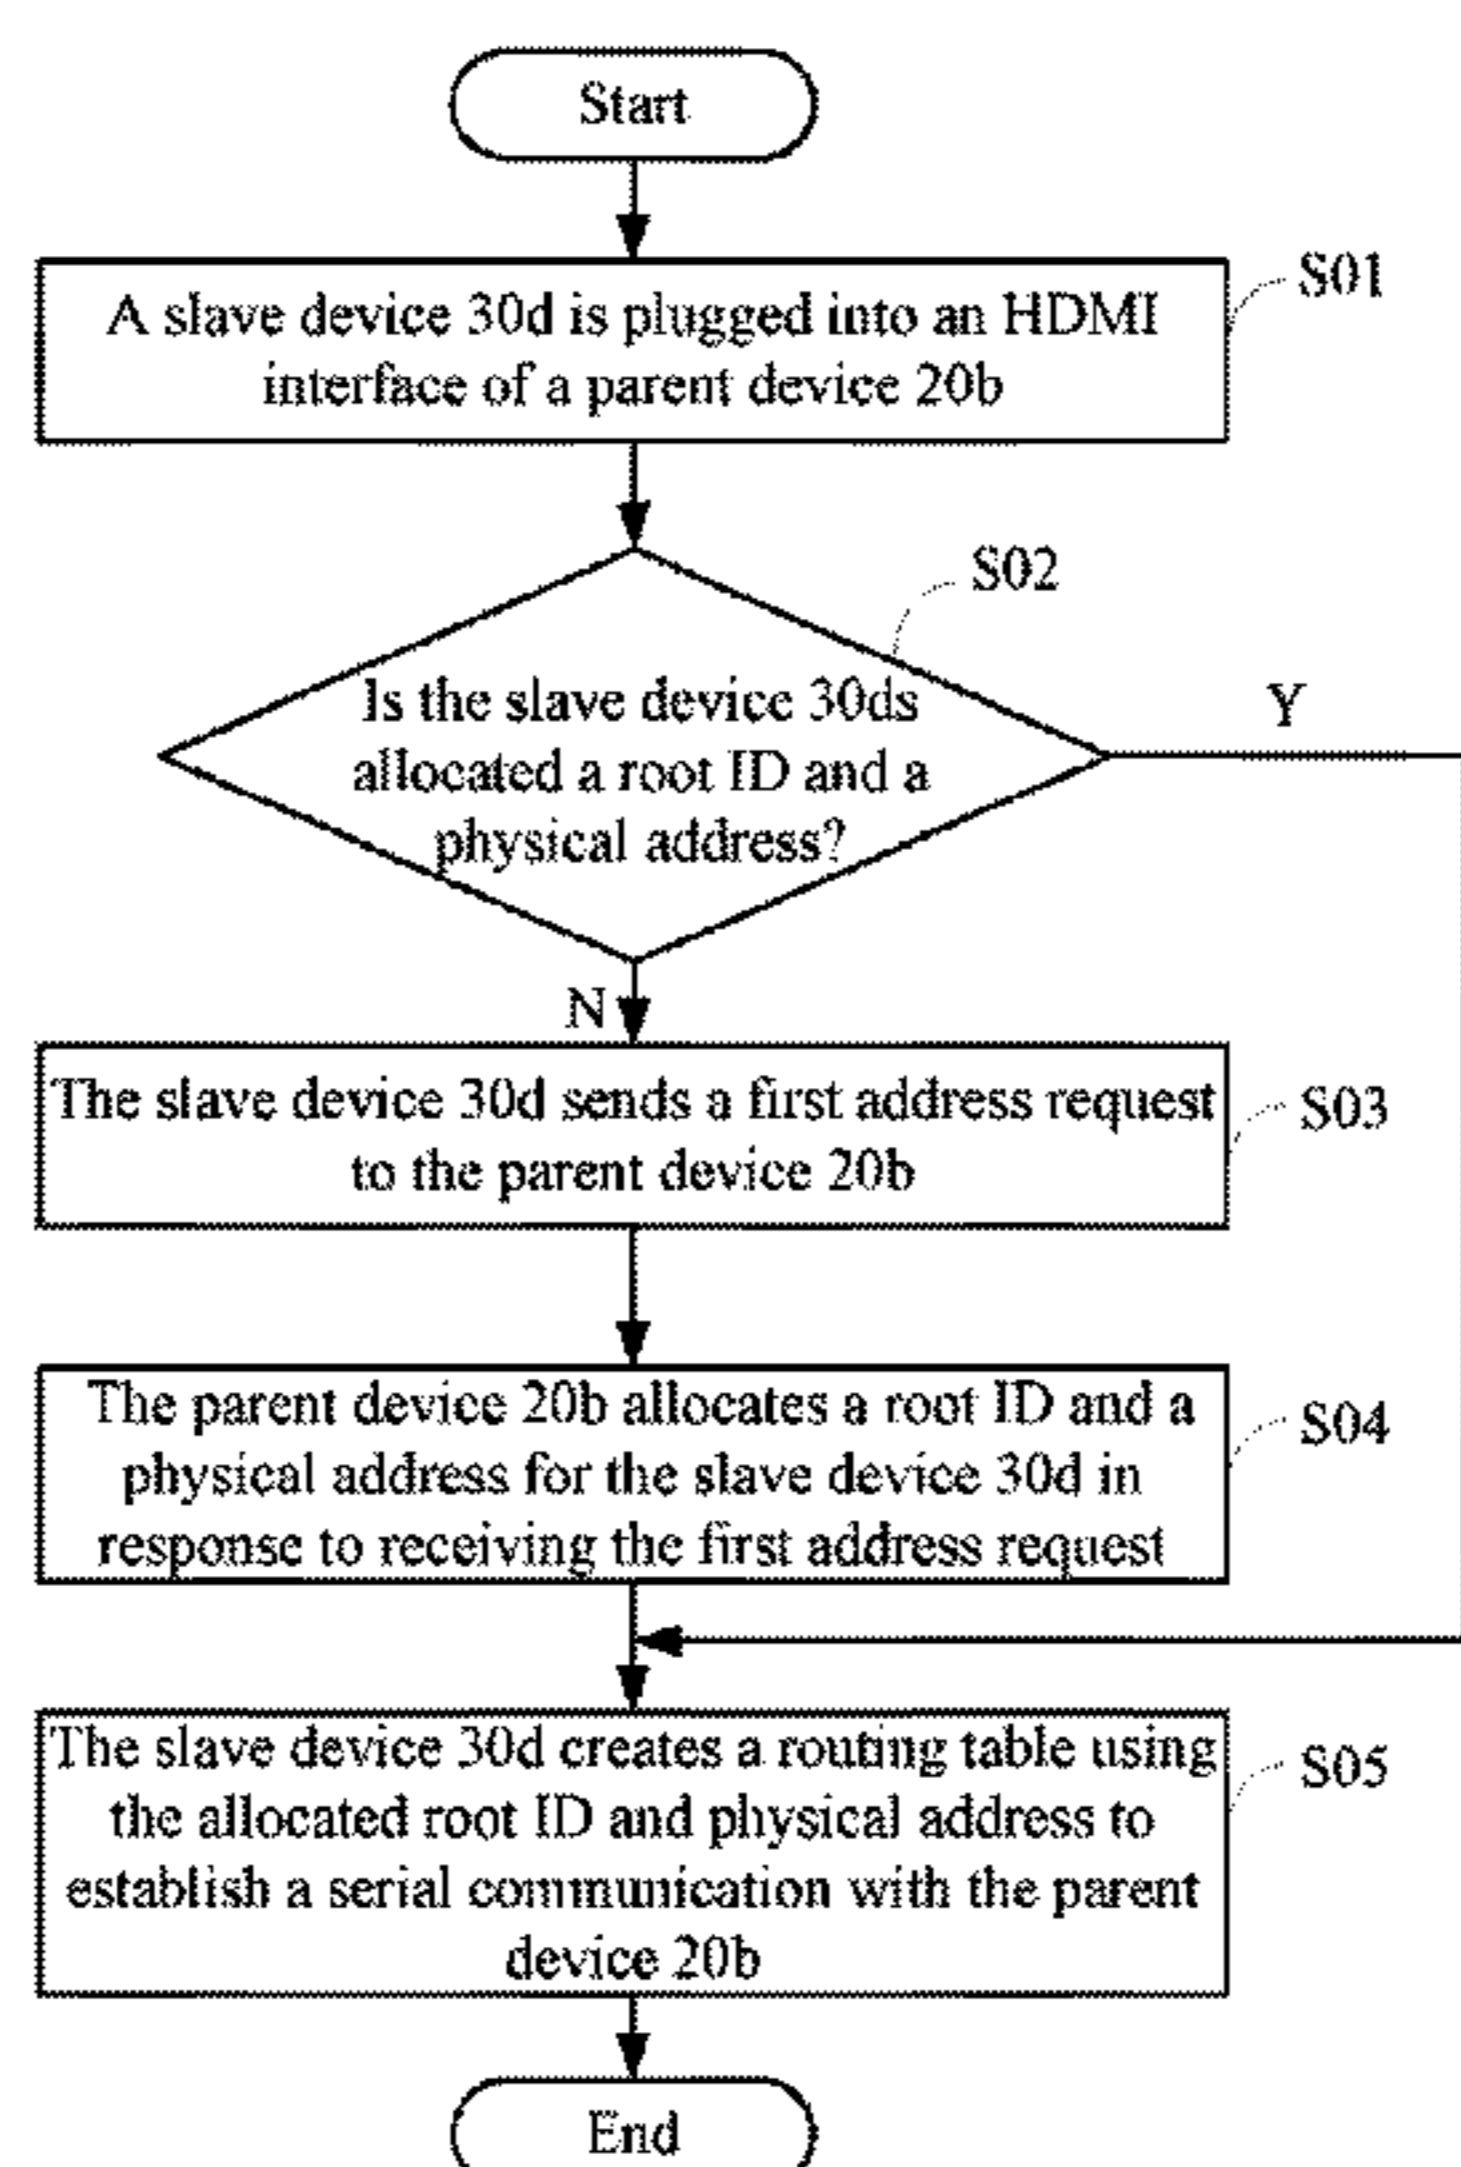 Start
A slave device 30d is plugged into an HDMI
interface of a parent device 20b
S01
S02
Is the slave device 30ds
allocated a root ID and a
physical address?
Y
N
The slave device 30d sends a first address request
to the parent device 20b
S03
The parent device 20b allocates a root ID and a
physical address for the slave device 30d in
response to receiving the first address request
S04
The slave device 30d creates a routing table using
the allocated root ID and physical address to
establish a serial communication with the parent
device 20b
S05
End